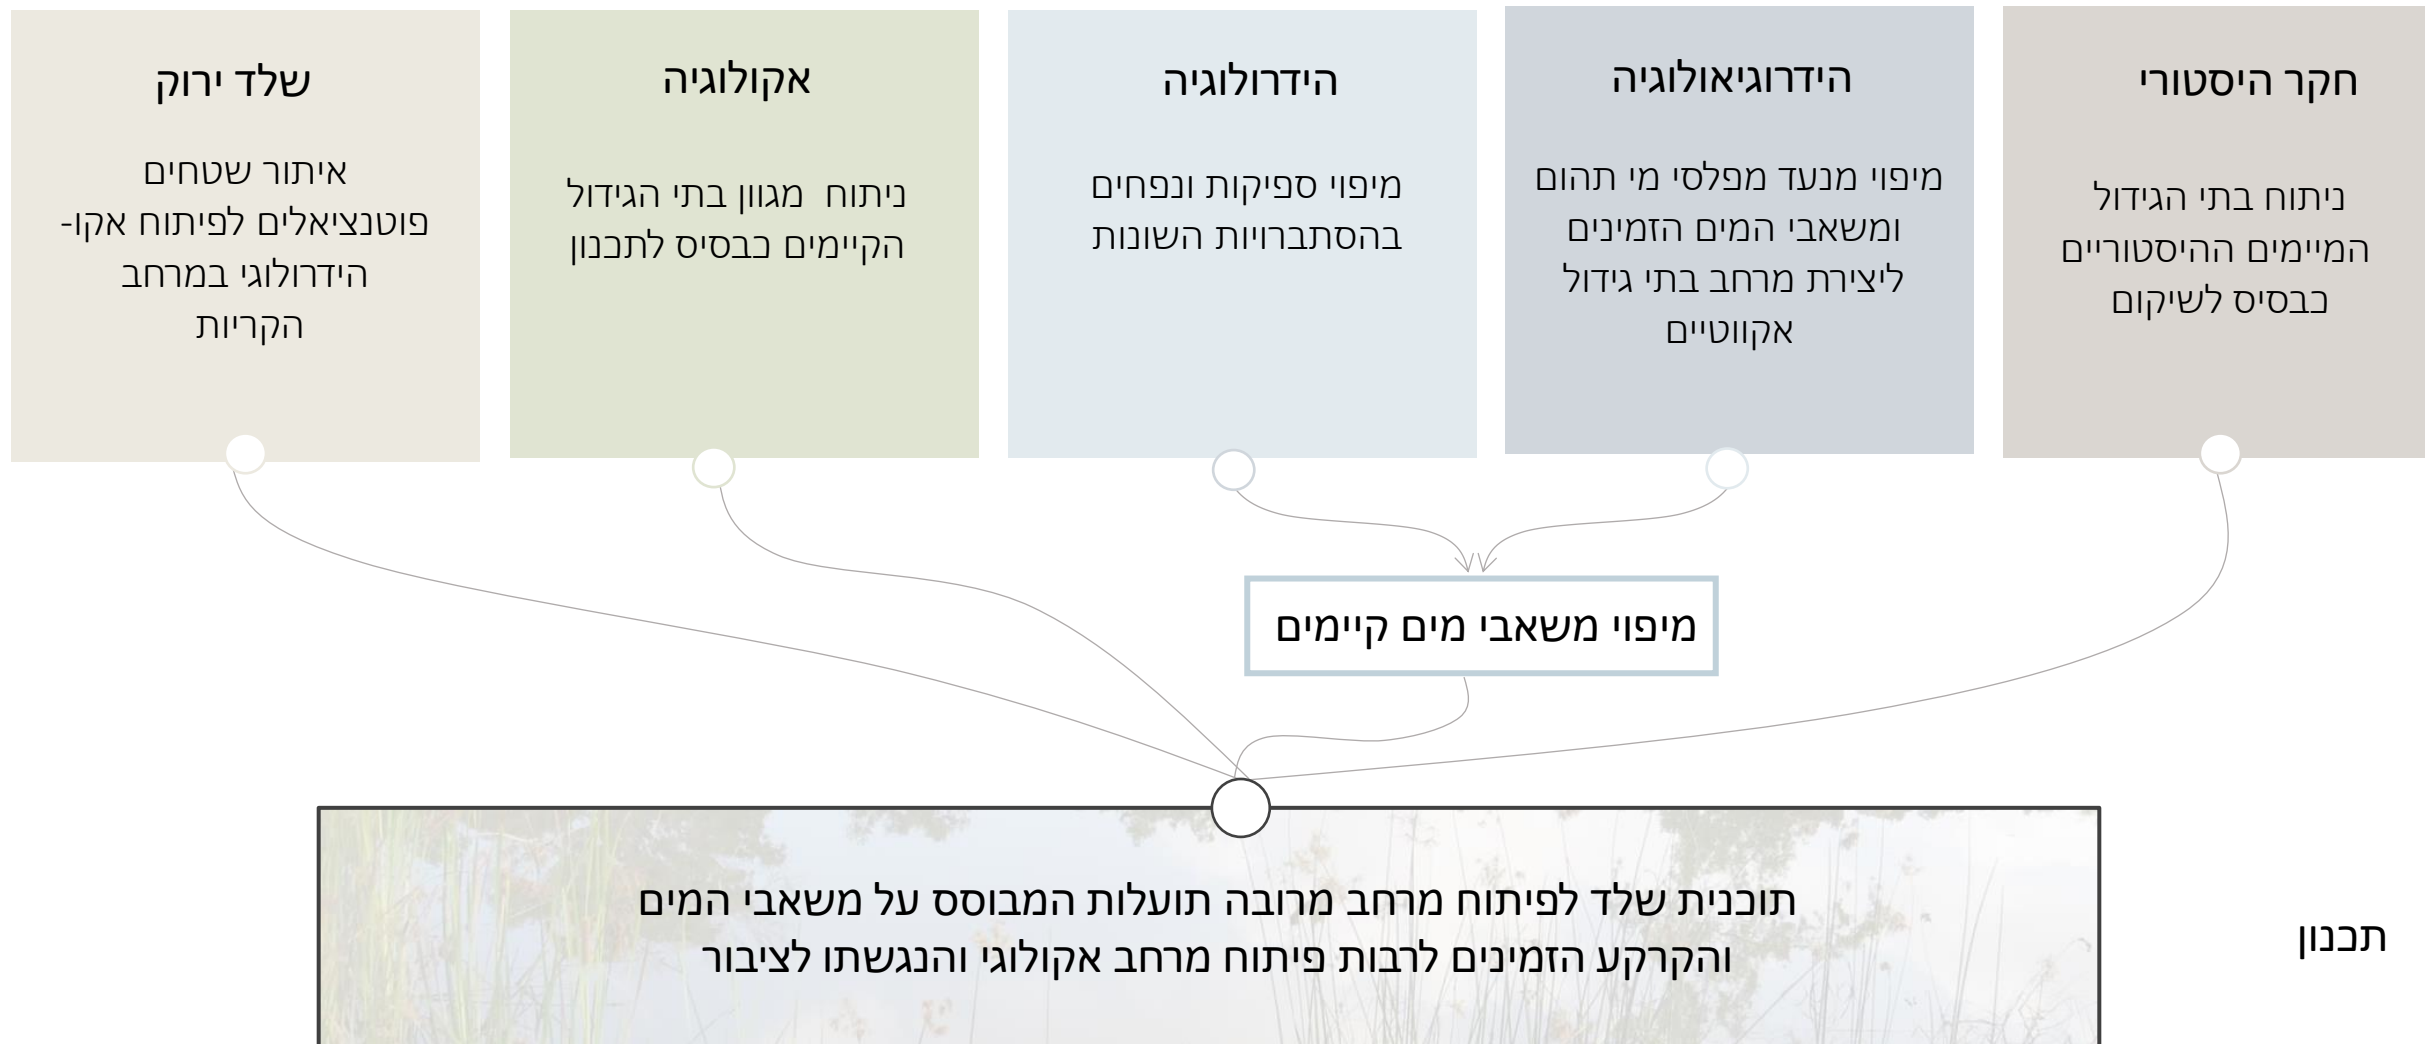 חקר היסטורי
ניתוח בתי הגידול
המיימים ההיסטוריים
כבסיס לשיקום
הידרוגיאולוגיה
מיפוי מנעד מפלסי מי תהום
ומשאבי המים הזמינים
ליצירת מרחב בתי גידול
אקווטיים
הידרולוגיה
מיפוי ספיקות ונפחים
בהסתברויות השונות
אקולוגיה
ניתוח מגוון בתי הגידול
הקיימים כבסיס לתכנון
שלד ירוק
איתור שטחים
פוטנציאלים לפיתוח אקו-
הידרולוגי במרחב
הקריות
מיפוי משאבי מים קיימים
תכנון
תוכנית שלד לפיתוח מרחב מרובה תועלות המבוסס על משאבי המים
והקרקע הזמינים לרבות פיתוח מרחב אקולוגי והנגשתו לציבור